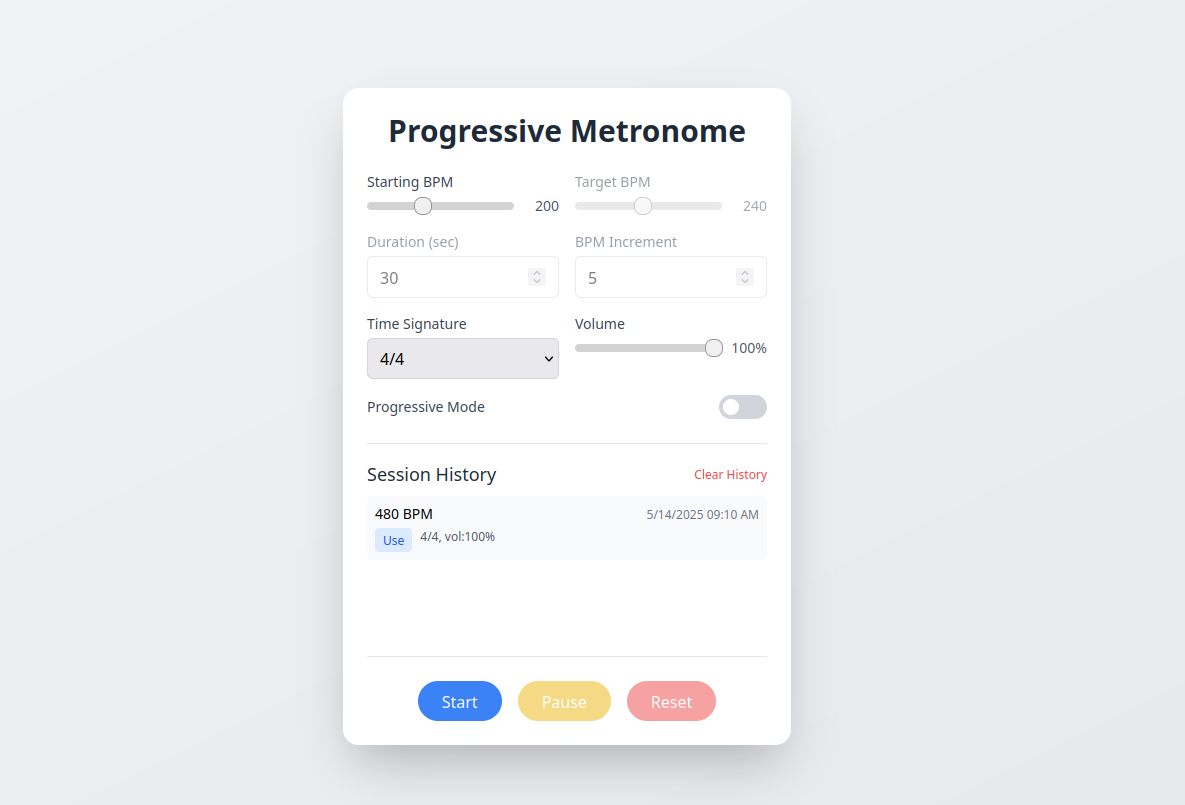 Progressive Metronome
Starting BPM
200
Target BPM
240
Duration (sec)
30
BPM Increment
5
Time Signature
4/4
Volume
100%
Progressive Mode
Session History
Clear History
480 BPM
5/14/2025 09:10 AM
Use
4/4, vol:100%
Start
Pause
Reset